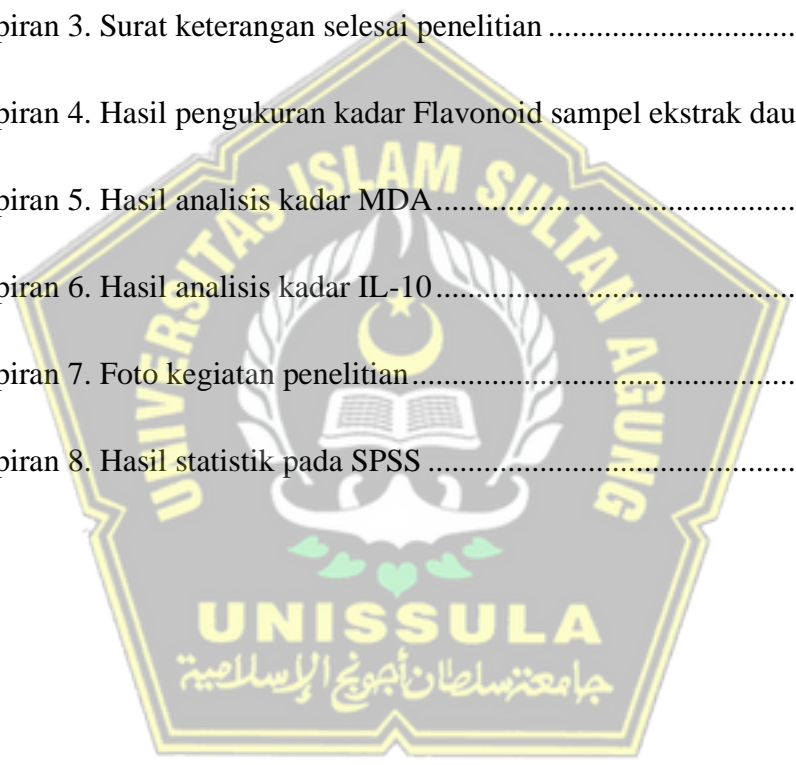 piran 3. Surat keterangan selesai penelitian ..............................
piran 4. Hasil pengukuran kadar Flavonoid sampel ekstrak dau
piran 5. Hasil analisis kadar MDA .............................................
piran 6. Hasil analisis kadar IL-10 .............................................
piran 7. Foto kegiatan penelitian ................................................
piran 8. Hasil statistik pada SPSS ..............................................
UNIVERSITAS ISLAM SULTAN AGUNG
UNISSULA
جامعة سلطان أجونج الإسلامية